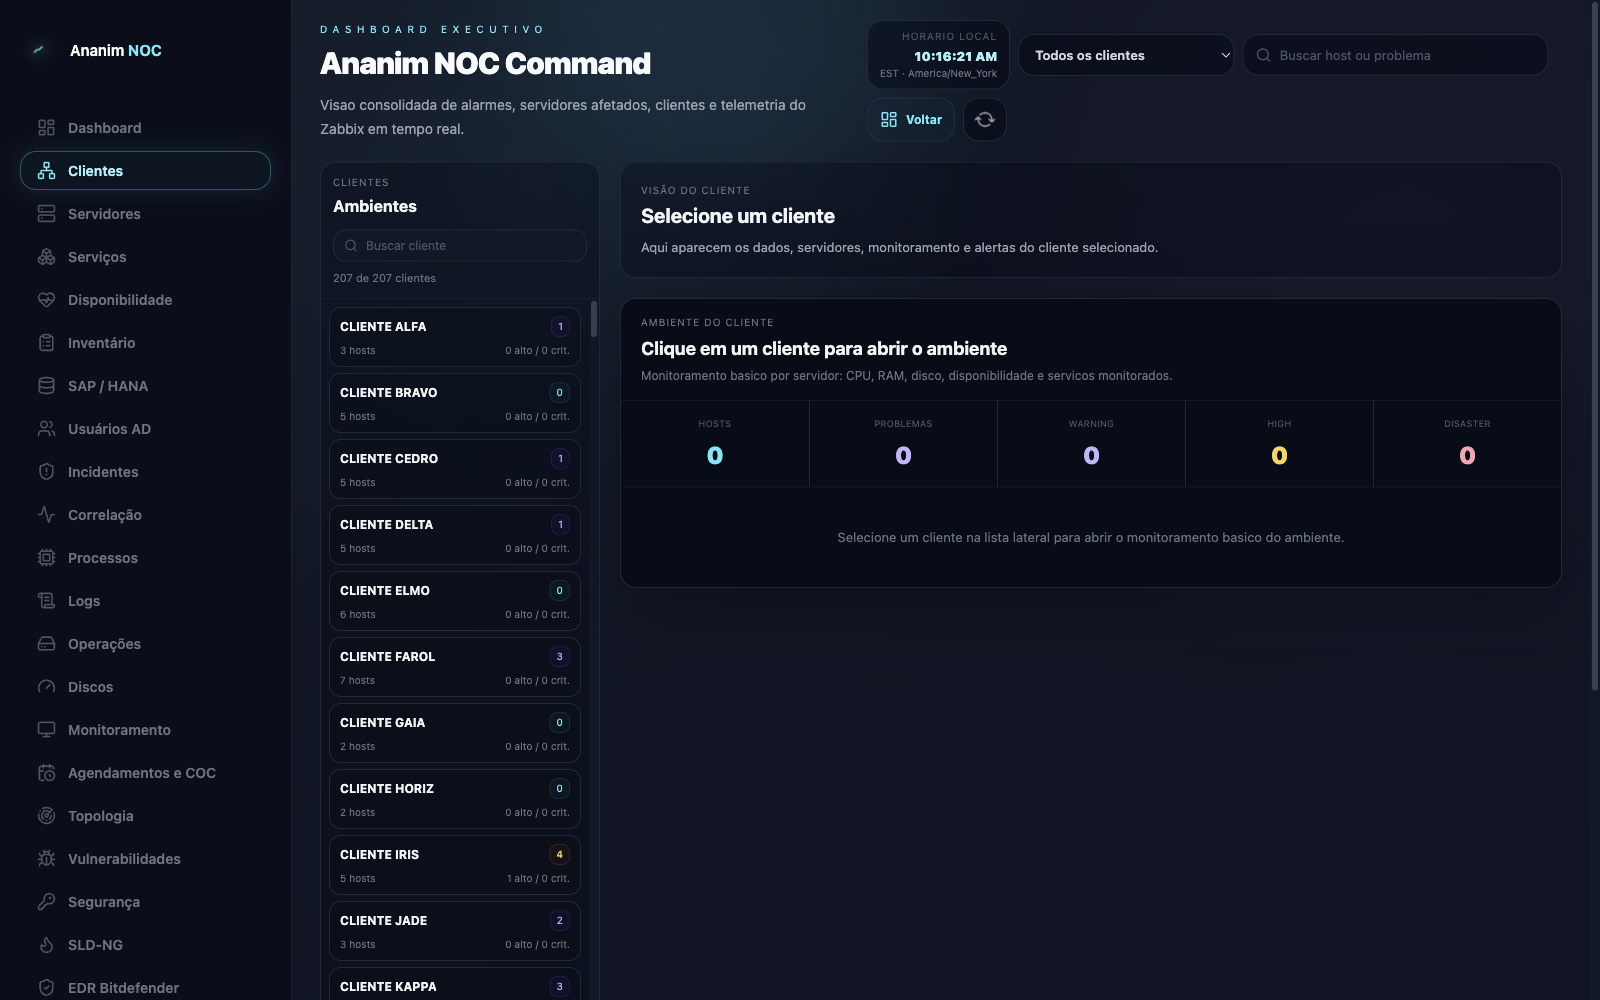 Ananim NOC
Dashboard
Clientes
Servidores
Serviços
Disponibilidade
Inventário
SAP / HANA
Usuários AD
Incidentes
Correlação
Processos
Logs
Operações
Discos
Monitoramento
Agendamentos e COC
Topologia
Vulnerabilidades
Segurança
SLD-NG
EDR Bitdefender
DASHBOARD EXECUTIVO
Ananim NOC Command
Visao consolidada de alarmes, servidores afetados, clientes e telemetria do
Zabbix em tempo real.
HORARIO LOCAL
10:16:21 AM
EST · America/New_York
Todos os clientes
Buscar host ou problema
Voltar
CLIENTES
Ambientes
Buscar cliente
207 de 207 clientes
CLIENTE ALFA 1
3 hosts 0 alto / 0 crit.
CLIENTE BRAVO 0
5 hosts 0 alto / 0 crit.
CLIENTE CEDRO 1
5 hosts 0 alto / 0 crit.
CLIENTE DELTA 1
5 hosts 0 alto / 0 crit.
CLIENTE ELMO 0
6 hosts 0 alto / 0 crit.
CLIENTE FAROL 3
7 hosts 0 alto / 0 crit.
CLIENTE GAIA 0
2 hosts 0 alto / 0 crit.
CLIENTE HORIZ 0
2 hosts 0 alto / 0 crit.
CLIENTE IRIS 4
5 hosts 1 alto / 0 crit.
CLIENTE JADE 2
3 hosts 0 alto / 0 crit.
CLIENTE KAPPA 3
VISÃO DO CLIENTE
Selecione um cliente
Aqui aparecem os dados, servidores, monitoramento e alertas do cliente selecionado.
AMBIENTE DO CLIENTE
Clique em um cliente para abrir o ambiente
Monitoramento basico por servidor: CPU, RAM, disco, disponibilidade e servicos monitorados.
HOSTS PROBLEMAS WARNING HIGH DISASTER
0 0 0 0 0
Selecione um cliente na lista lateral para abrir o monitoramento basico do ambiente.